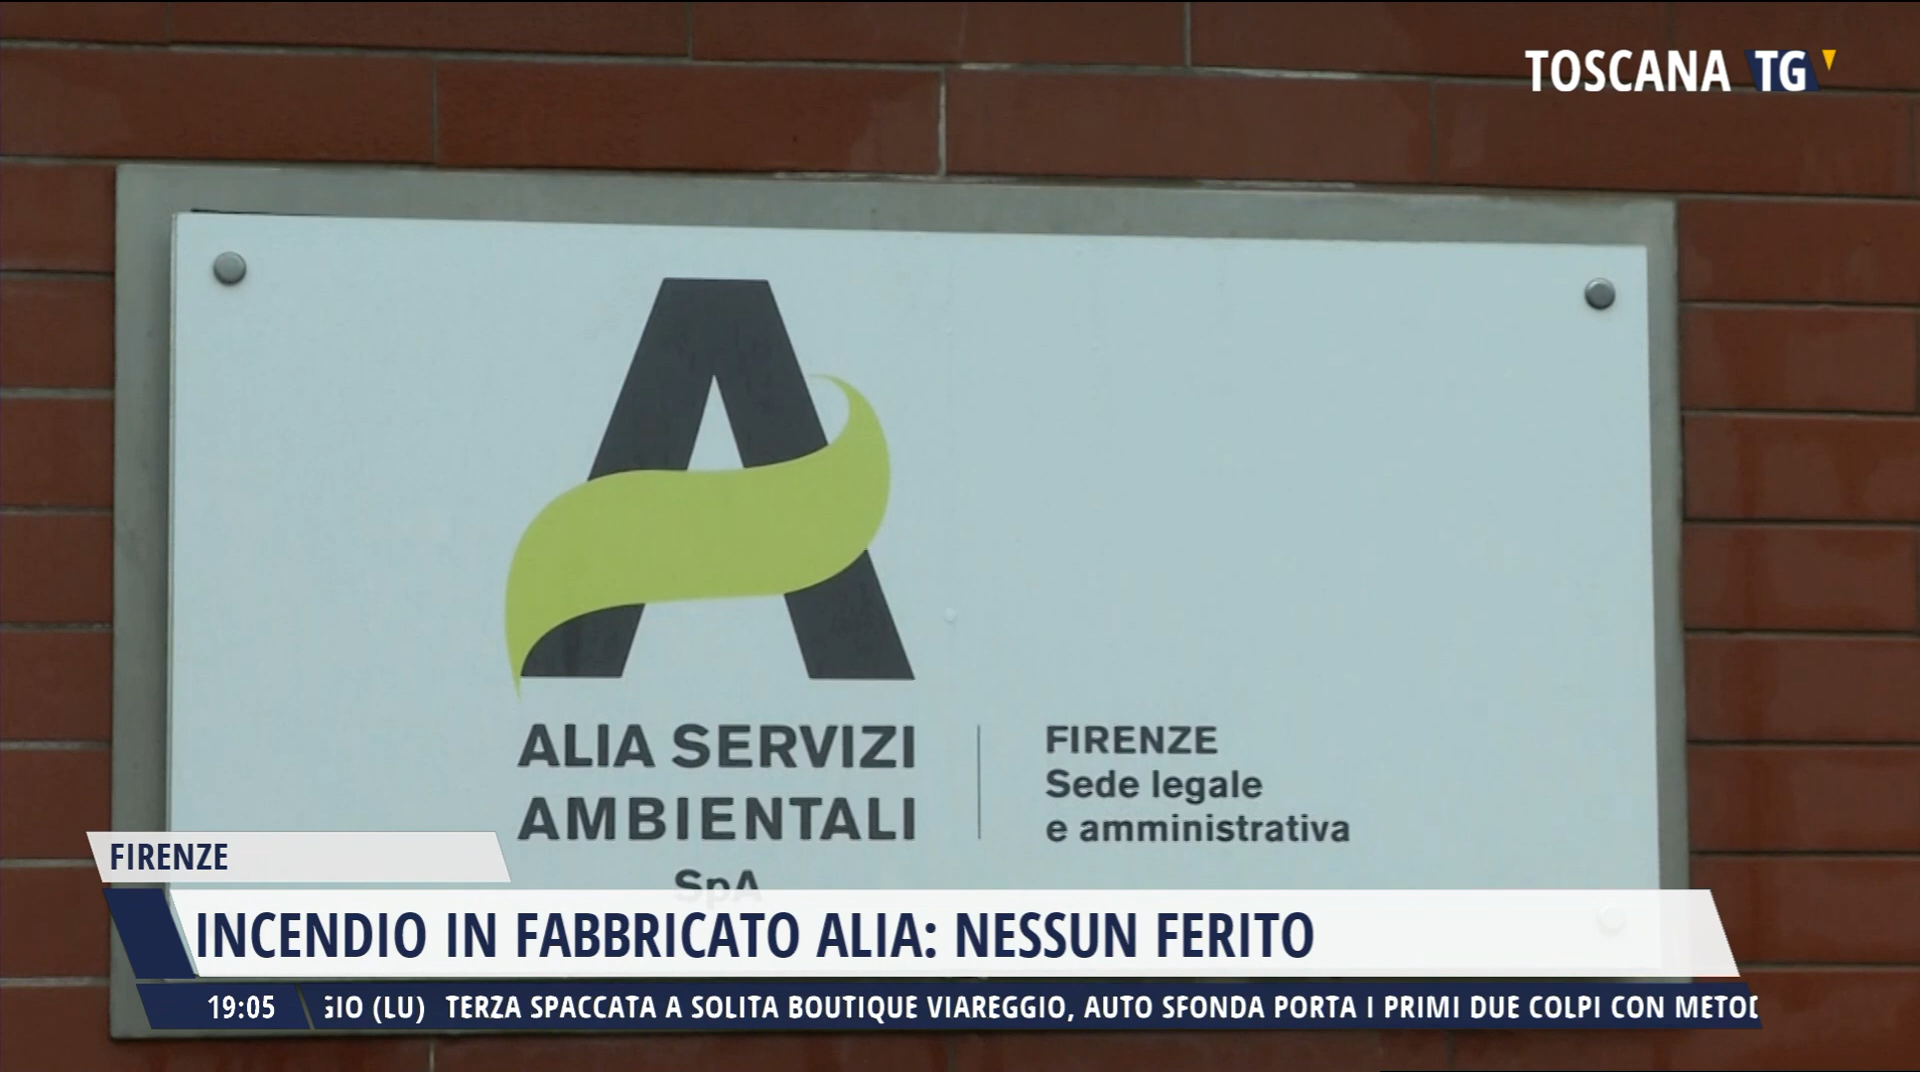 TOSCANA TG
ALIA SERVIZI
AMBIENTALI
SpA
FIRENZE
Sede legale
e amministrativa
FIRENZE
INCENDIO IN FABBRICATO ALIA: NESSUN FERITO
19:05 GIO (LU) TERZA SPACCATA A SOLITA BOUTIQUE VIAREGGIO, AUTO SFONDA PORTA I PRIMI DUE COLPI CON